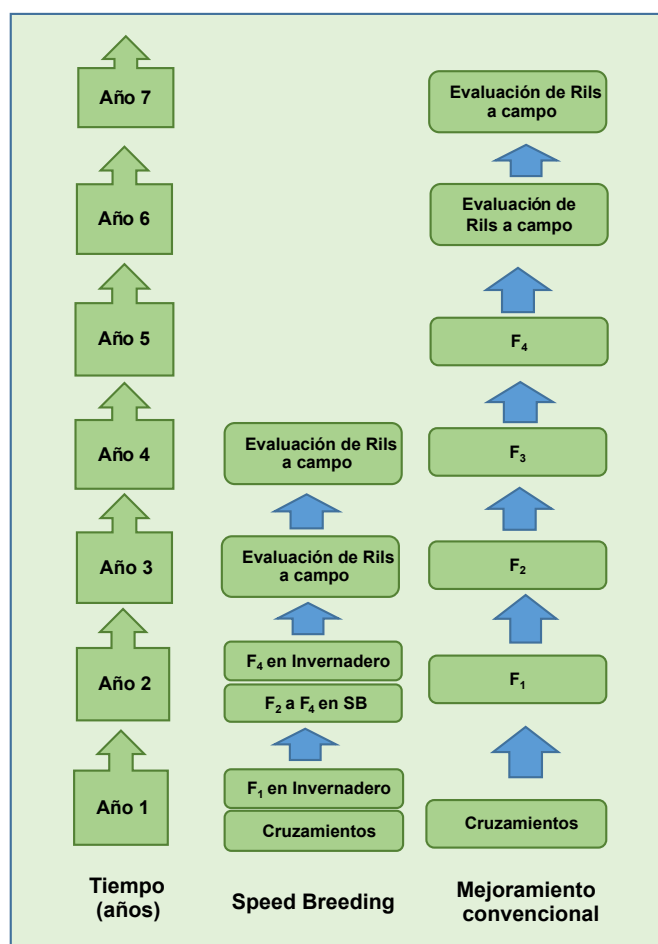 Año 7
Año 6
Año 5
Año 4
Año 3
Año 2
Año 1
Tiempo
(años)
Evaluación de Rils
a campo
Evaluación de Rils
a campo
F₄ en Invernadero
F₂ a F₄ en SB
F₁ en Invernadero
Cruzamientos
Speed Breeding
Evaluación de Rils
a campo
Evaluación de
Rils a campo
F₄
F₃
F₂
F₁
Cruzamientos
Mejoramiento
convencional